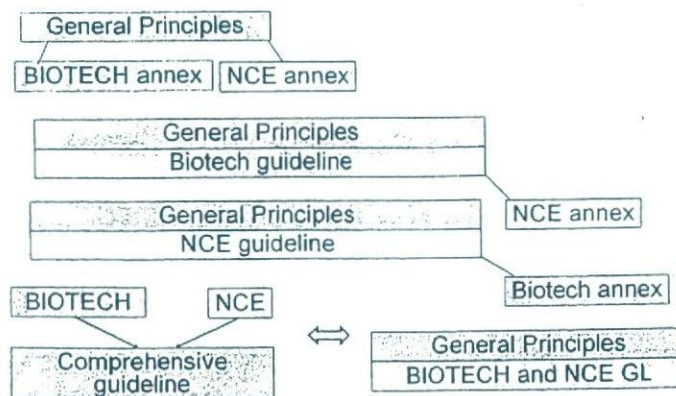 General Principles
BIOTECH annex NCE annex
General Principles
Biotech guideline
NCE annex
General Principles
NCE guideline
Biotech annex
BIOTECH NCE
Comprehensive
guideline
General Principles
BIOTECH and NCE GL